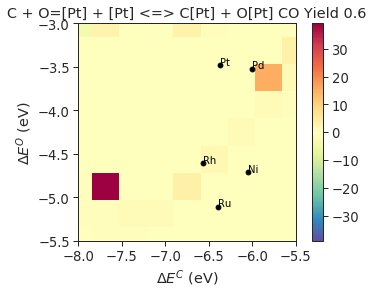 C + O=[Pt] + [Pt] <=> C[Pt] + O[Pt] CO Yield 0.6
−3.0
−3.5
−4.0
−4.5
−5.0
−5.5
ΔE^O (eV)
Pt
Pd
Rh
Ni
Ru
−8.0 −7.5 −7.0 −6.5 −6.0 −5.5
ΔE^C (eV)
30
20
10
0
−10
−20
−30